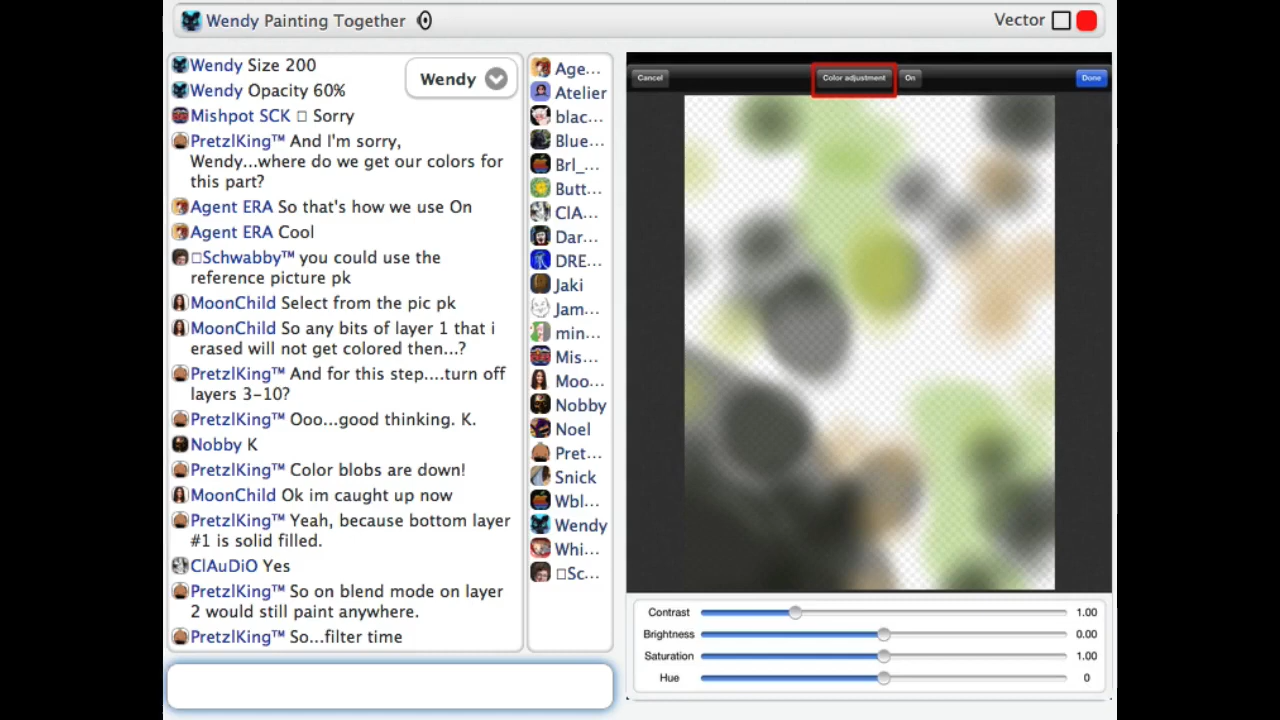 Wendy Painting Together
Vector
Wendy Size 200
Wendy
Wendy Opacity 60%
Mishpot SCK □ Sorry
PretzlKing™ And I'm sorry,
Wendy...where do we get our colors for
this part?
Agent ERA So that's how we use On
Agent ERA Cool
□Schwabby™ you could use the
reference picture pk
MoonChild Select from the pic pk
MoonChild So any bits of layer 1 that i
erased will not get colored then...?
PretzlKing™ And for this step....turn off
layers 3-10?
PretzlKing™ Ooo...good thinking. K.
Nobby K
PretzlKing™ Color blobs are down!
MoonChild Ok im caught up now
PretzlKing™ Yeah, because bottom layer
#1 is solid filled.
ClAuDiO Yes
PretzlKing™ So on blend mode on layer
2 would still paint anywhere.
PretzlKing™ So...filter time
Age...
Atelier
blac...
Blue...
Brl_...
Butt...
ClA...
Dar...
DRE...
Jaki
Jam...
min...
Mis...
Moo...
Nobby
Noel
Pret...
Snick
Wbl...
Wendy
Whi...
□Sc...
Cancel
Color adjustment
On
Done
Contrast 1.00
Brightness 0.00
Saturation 1.00
Hue 0